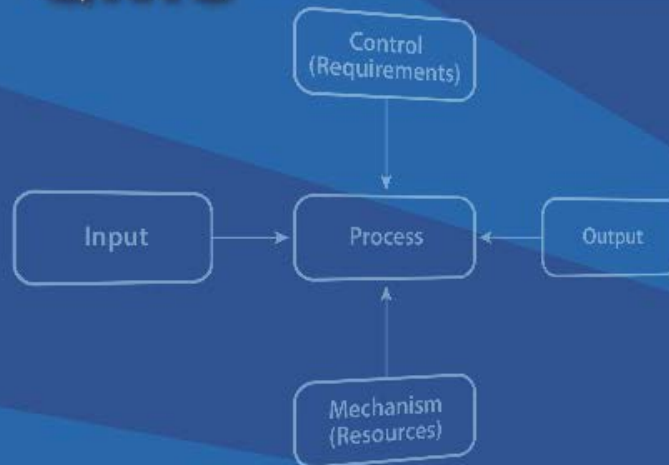 Control
(Requirements)
Input
Process
Output
Mechanism
(Resources)